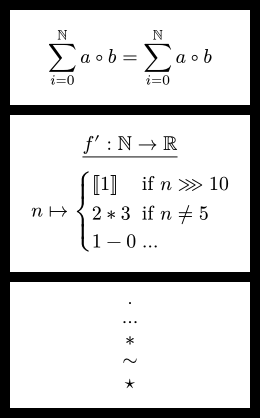 ∑_{i=0}^{ℕ} a ∘ b = ∑_{i=0}^{ℕ} a ∘ b
f′ : ℕ → ℝ
n ↦ {
⟦1⟧ if n ⋙ 10
2 ∗ 3 if n ≠ 5
1 − 0 ...
.
...
∗
∼
⋆